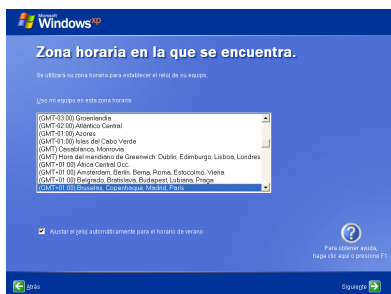 Microsoft
Windows xp
Zona horaria en la que se encuentra.
Se utilizará su zona horaria para establecer el reloj de su equipo.
Uso mi equipo en esta zona horaria:
(GMT-03:00) Groenlandia
(GMT-02:00) Atlántico Central
(GMT-01:00) Azores
(GMT-01:00) Islas del Cabo Verde
(GMT) Casablanca, Monrovia
(GMT) Hora del meridiano de Greenwich: Dublín, Edimburgo, Lisboa, Londres
(GMT+01:00) África Central Occ.
(GMT+01:00) Amsterdam, Berlín, Berna, Roma, Estocolmo, Viena
(GMT+01:00) Belgrado, Bratislava, Budapest, Lubiana, Praga
(GMT+01:00) Bruselas, Copenhague, Madrid, París
Ajustar el reloj automáticamente para el horario de verano
Para obtener ayuda,
haga clic aquí o presione F1.
Atrás
Siguiente